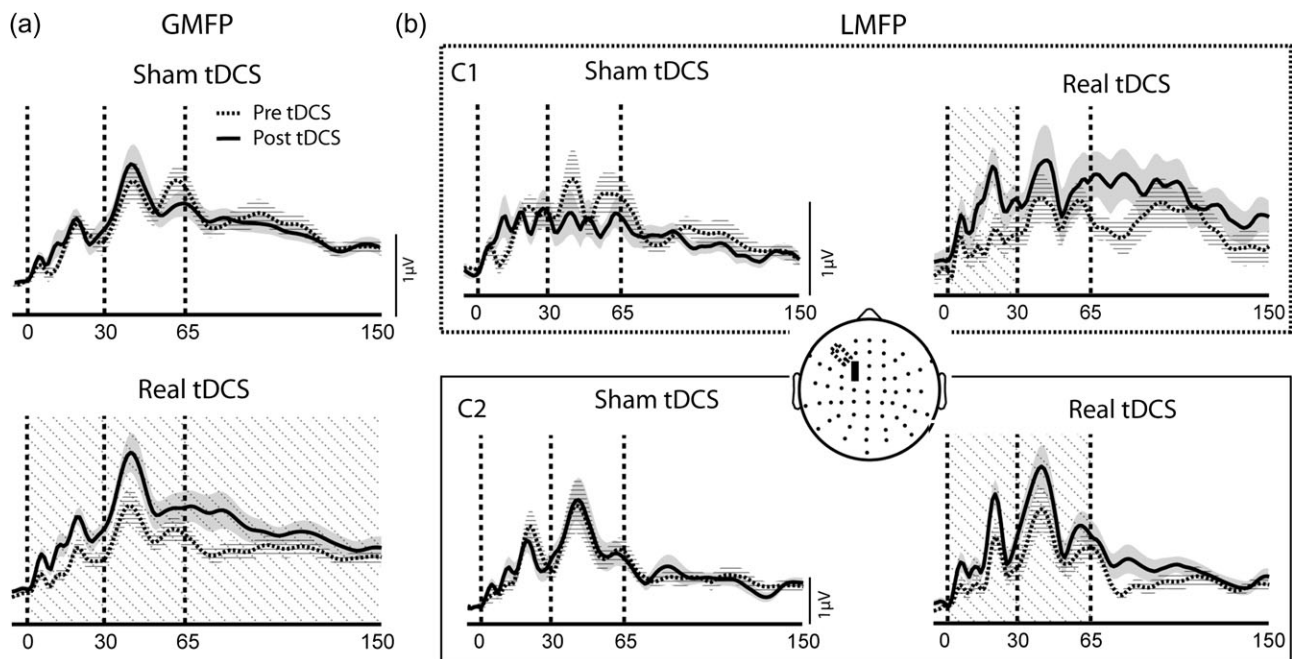 (a) GMFP
(b) LMFP
Sham tDCS
Pre tDCS
Post tDCS
0 30 65 150
1µV
Real tDCS
0 30 65 150
C1 Sham tDCS
0 30 65 150
1µV
Real tDCS
0 30 65 150
C2 Sham tDCS
0 30 65 150
1µV
Real tDCS
0 30 65 150